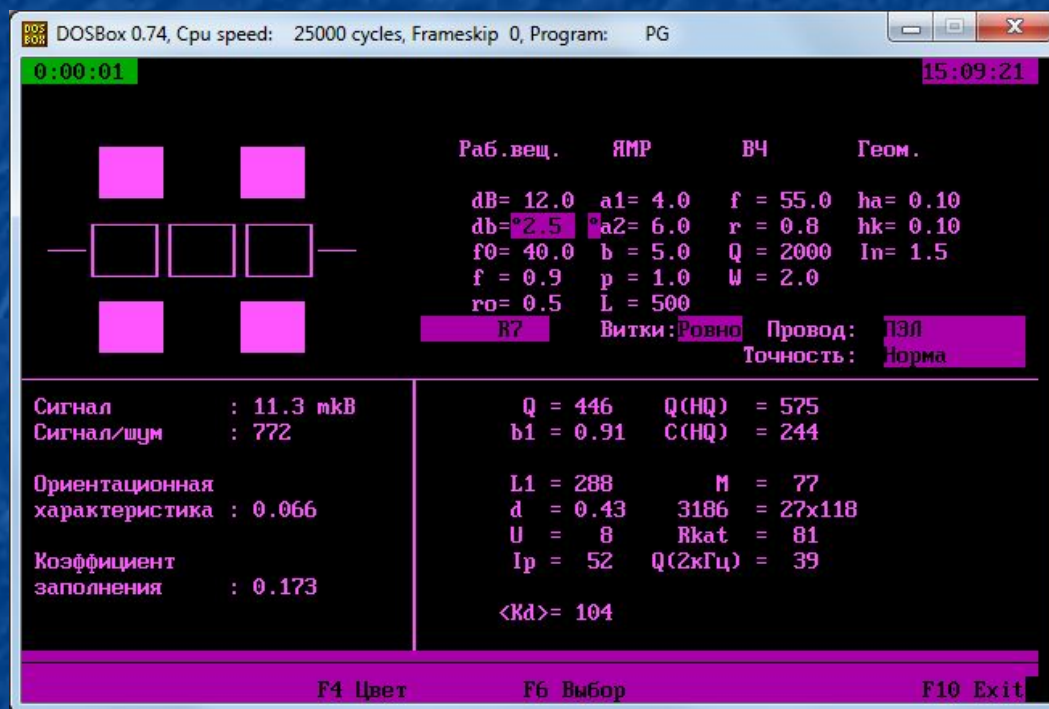 DOS BOX DOSBox 0.74, Cpu speed: 25000 cycles, Frameskip 0, Program: PG
0:00:01 15:09:21
Раб.вещ. ЯМР ВЧ Геом.
dB= 12.0 a1= 4.0 f = 55.0 ha= 0.10
db=°2.5 °a2= 6.0 r = 0.8 hk= 0.10
f0= 40.0 b = 5.0 Q = 2000 In= 1.5
f = 0.9 p = 1.0 W = 2.0
ro= 0.5 L = 500
R7 Витки:Ровно Провод: ПЭЛ
Точность: Норма
Сигнал : 11.3 mkB
Сигнал/шум : 772
Ориентационная
характеристика : 0.066
Коэффициент
заполнения : 0.173
Q = 446 Q(HQ) = 575
b1 = 0.91 C(HQ) = 244
L1 = 288 M = 77
d = 0.43 3186 = 27x118
U = 8 Rkat = 81
Ip = 52 Q(2кГц) = 39
<Kd>= 104
F4 Цвет F6 Выбор F10 Exit